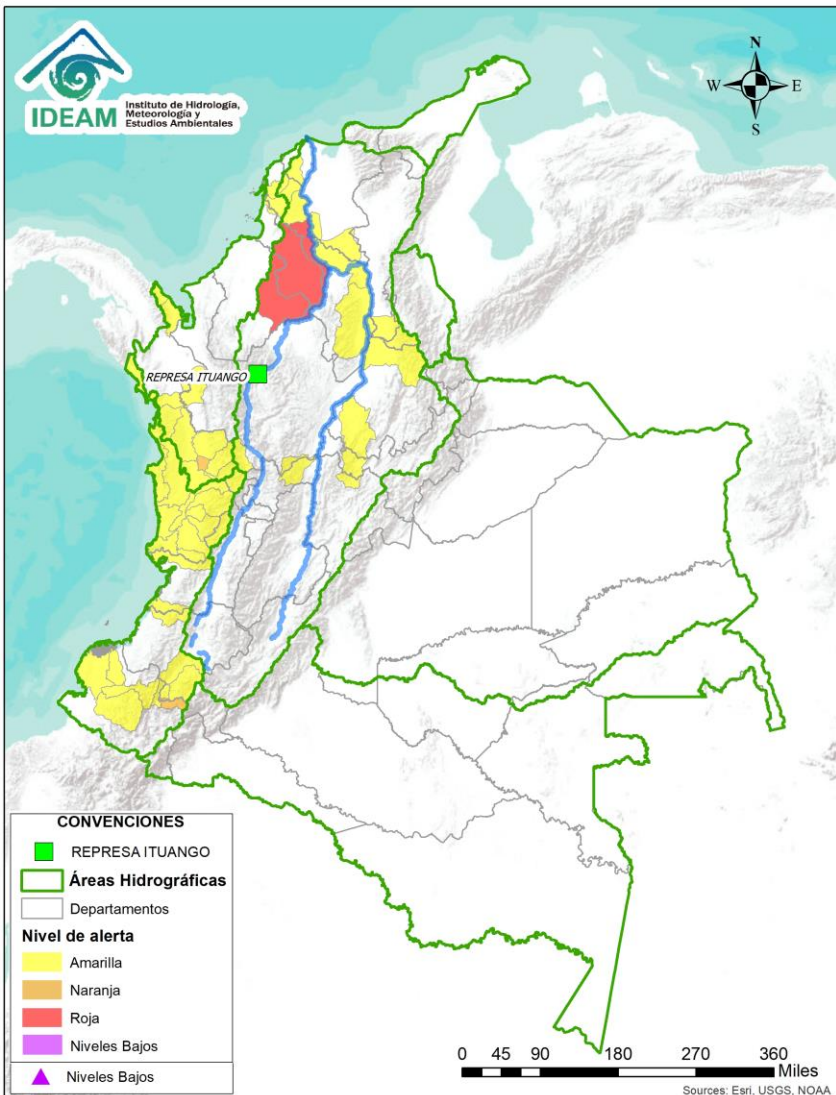 IDEAM
Instituto de Hidrología,
Meteorología y
Estudios Ambientales
N
W
E
S
REPRESA ITUANGO
CONVENCIONES
REPRESA ITUANGO
Áreas Hidrográficas
Departamentos
Nivel de alerta
Amarilla
Naranja
Roja
Niveles Bajos
Niveles Bajos
0 45 90 180 270 360
Miles
Sources: Esri, USGS, NOAA